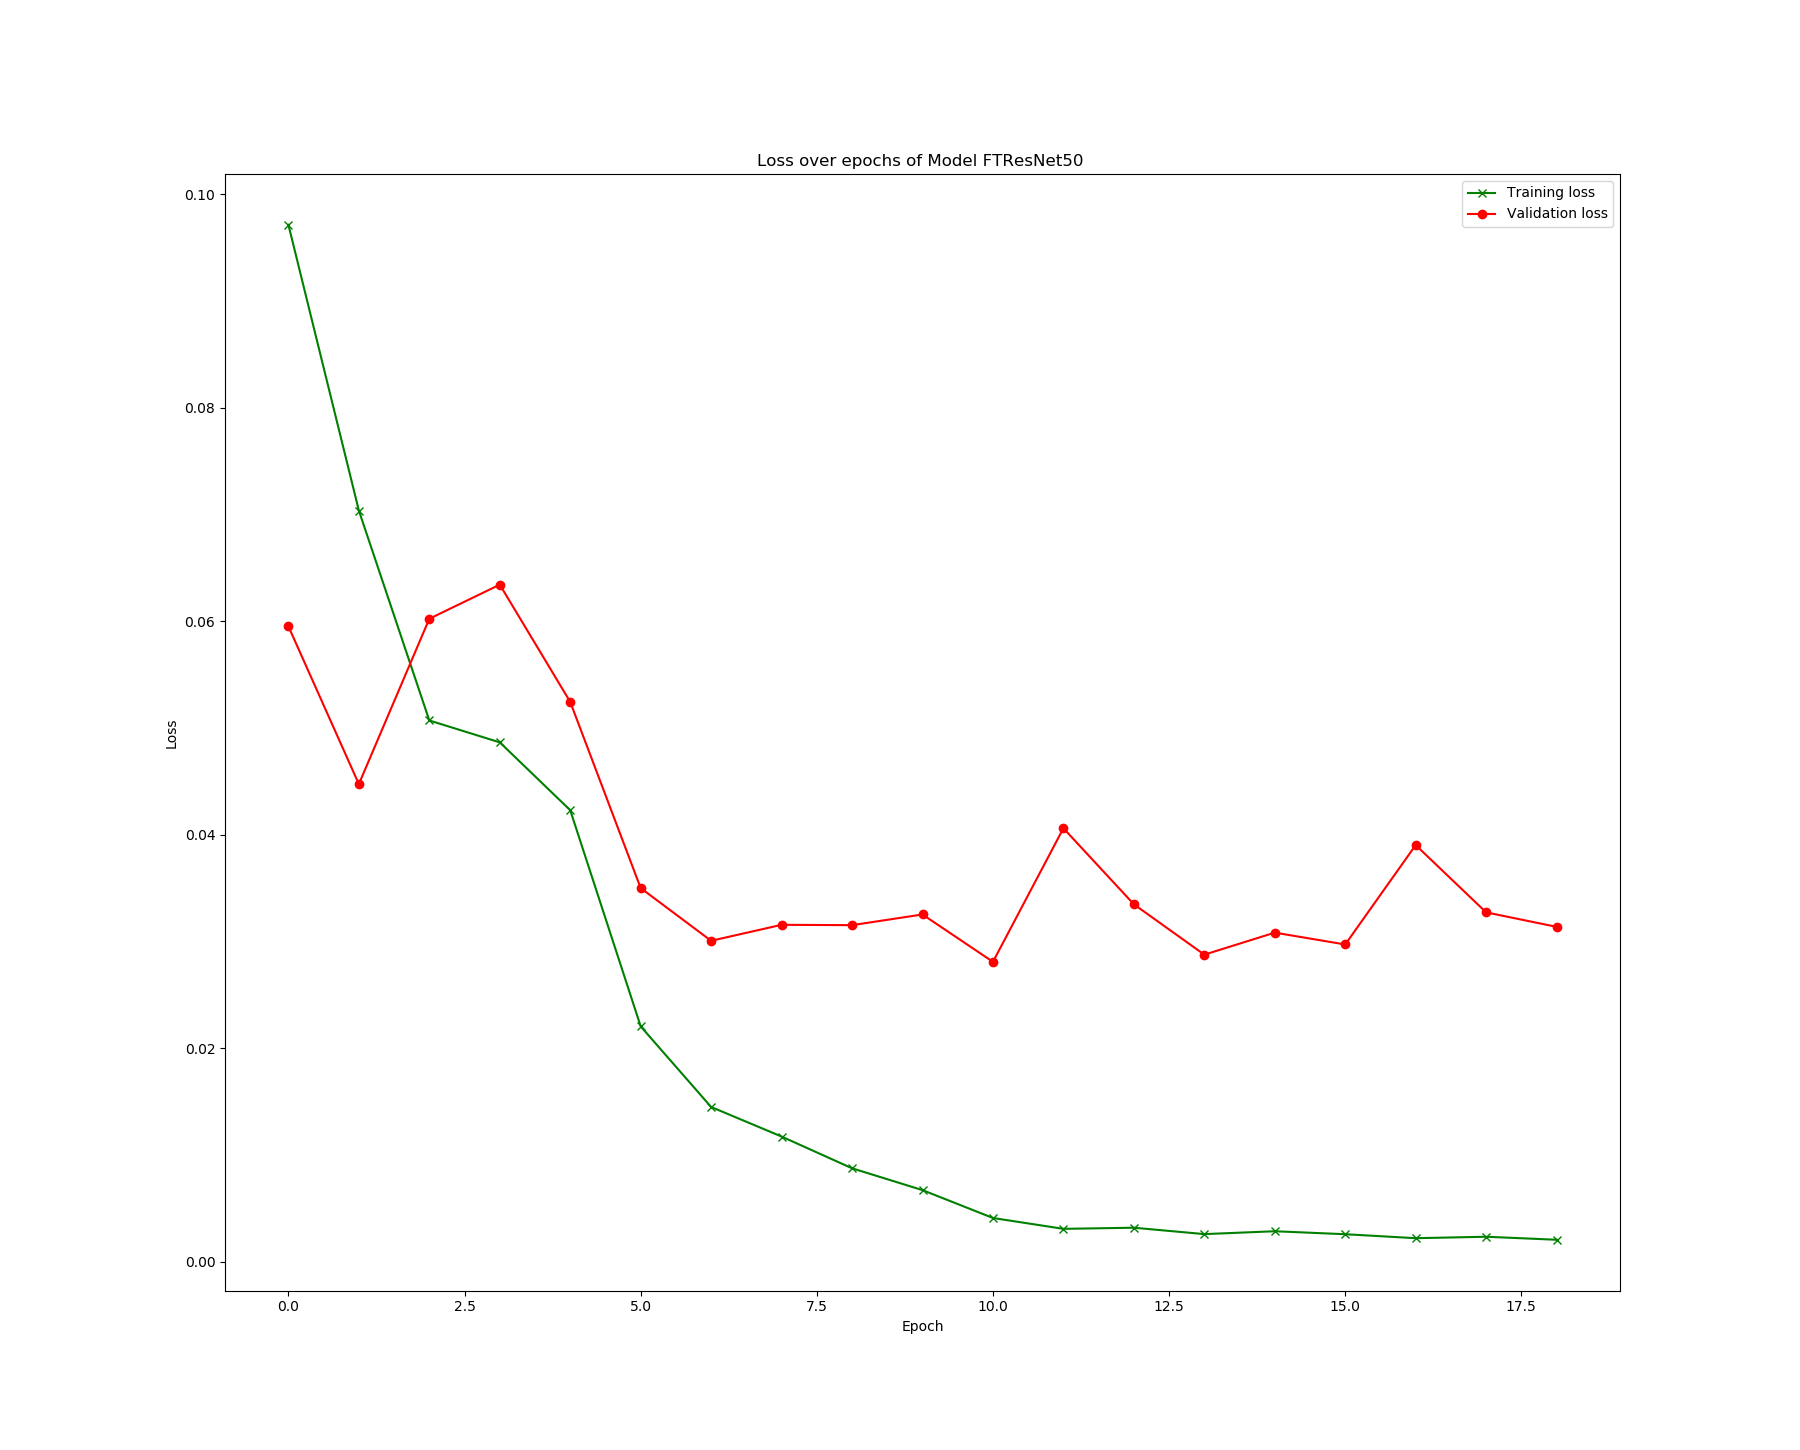 Loss over epochs of Model FTResNet50
Training loss
Validation loss
0.10
0.08
0.06
0.04
0.02
0.00
Loss
0.0 2.5 5.0 7.5 10.0 12.5 15.0 17.5
Epoch